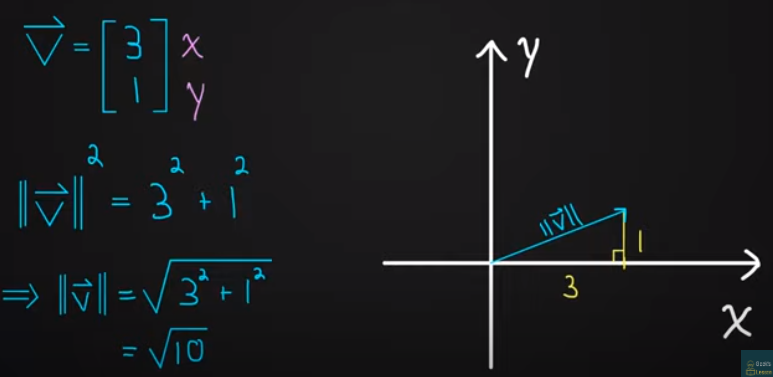 $\vec{v} = \begin{bmatrix} 3 \\ 1 \end{bmatrix} \begin{matrix} x \\ y \end{matrix}$
$\|\vec{v}\|^2 = 3^2 + 1^2$
$\Rightarrow \|\vec{v}\| = \sqrt{3^2 + 1^2}$
$= \sqrt{10}$
y
$\|\vec{v}\|$
1
3
x